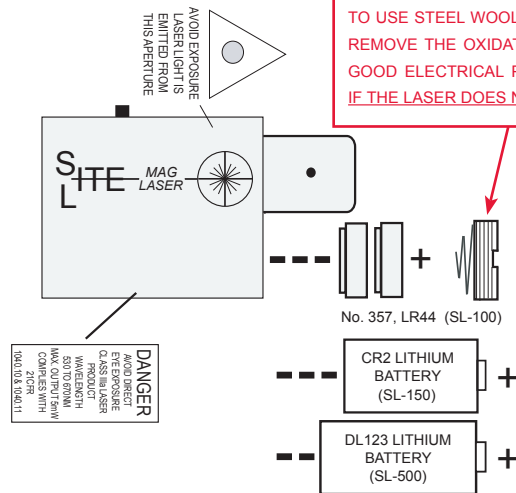 TO USE STEEL WOOL
REMOVE THE OXIDAT
GOOD ELECTRICAL
IF THE LASER DOES
AVOID EXPOSURE
LASER LIGHT IS
EMITTED FROM
THIS APERTURE
SITE
L
MAG
LASER
No. 357, LR44 (SL-100)
+
CR2 LITHIUM
BATTERY
(SL-150)
+
DL123 LITHIUM
BATTERY
(SL-500)
+
DANGER
AVOID DIRECT
EYE EXPOSURE
CLASS IIIa LASER
PRODUCT
WAVELENGTH
530 TO 670NM
MAX. OUTPUT 5mW
COMPLIES WITH
21CFR
1040.10 & 1040.11